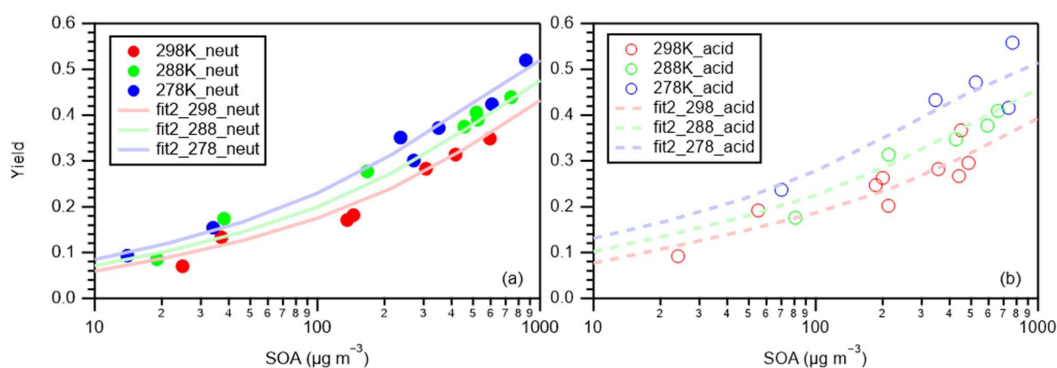 0.6
0.5
0.4
0.3
0.2
0.1
0.0
Yield
298K_neut
288K_neut
278K_neut
fit2_298_neut
fit2_288_neut
fit2_278_neut
(a)
10 2 3 4 5 6 7 8 9 100 2 3 4 5 6 7 8 9 1000
SOA (µg m⁻³)
0.6
0.5
0.4
0.3
0.2
0.1
0.0
298K_acid
288K_acid
278K_acid
fit2_298_acid
fit2_288_acid
fit2_278_acid
(b)
10 2 3 4 5 6 7 8 9 100 2 3 4 5 6 7 8 9 1000
SOA (µg m⁻³)